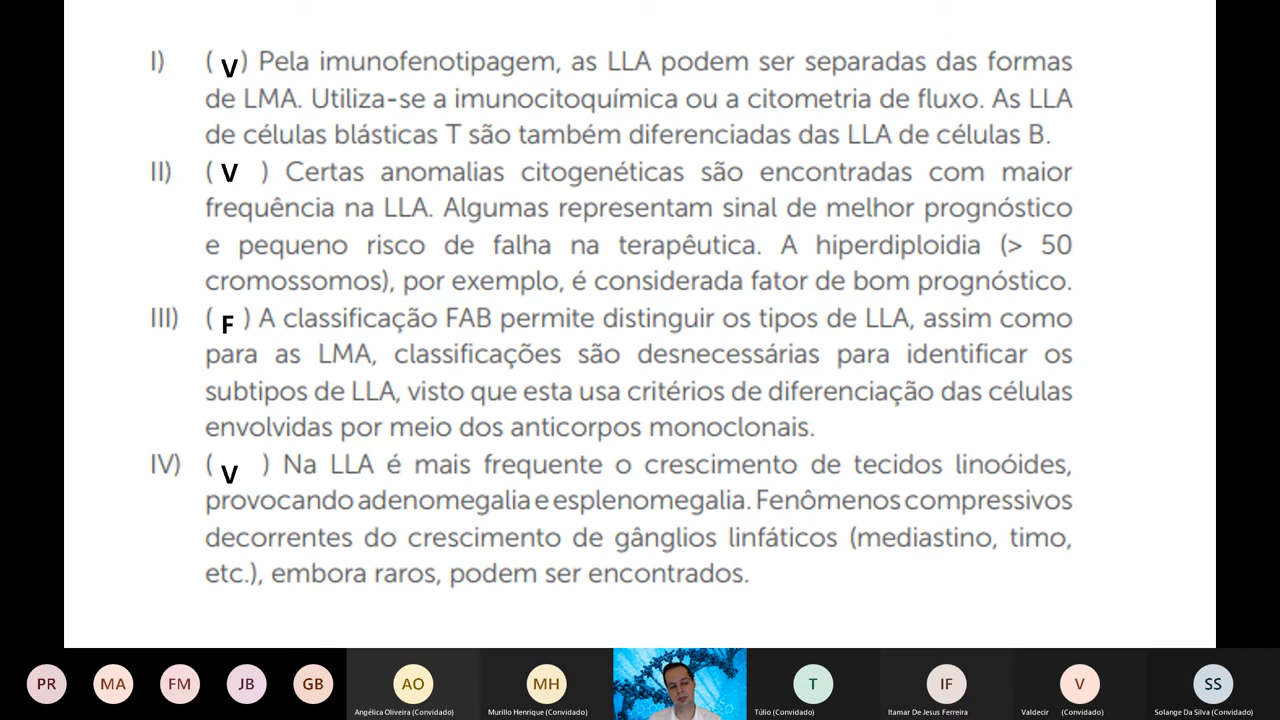 I) ( V ) Pela imunofenotipagem, as LLA podem ser separadas das formas
de LMA. Utiliza-se a imunocitoquímica ou a citometria de fluxo. As LLA
de células blásticas T são também diferenciadas das LLA de células B.
II) ( V ) Certas anomalias citogenéticas são encontradas com maior
frequência na LLA. Algumas representam sinal de melhor prognóstico
e pequeno risco de falha na terapêutica. A hiperdiploidia (> 50
cromossomos), por exemplo, é considerada fator de bom prognóstico.
III) ( F ) A classificação FAB permite distinguir os tipos de LLA, assim como
para as LMA, classificações são desnecessárias para identificar os
subtipos de LLA, visto que esta usa critérios de diferenciação das células
envolvidas por meio dos anticorpos monoclonais.
IV) ( V ) Na LLA é mais frequente o crescimento de tecidos linoóides,
provocando adenomegalia e esplenomegalia. Fenômenos compressivos
decorrentes do crescimento de gânglios linfáticos (mediastino, timo,
etc.), embora raros, podem ser encontrados.
PR MA FM JB GB AO MH T IF V SS
Angélica Oliveira (Convidado) Murillo Henrique (Convidado) Túlio (Convidado) Itamar De Jesus Ferreira Valdecir (Convidado) Solange Da Silva (Convidado)